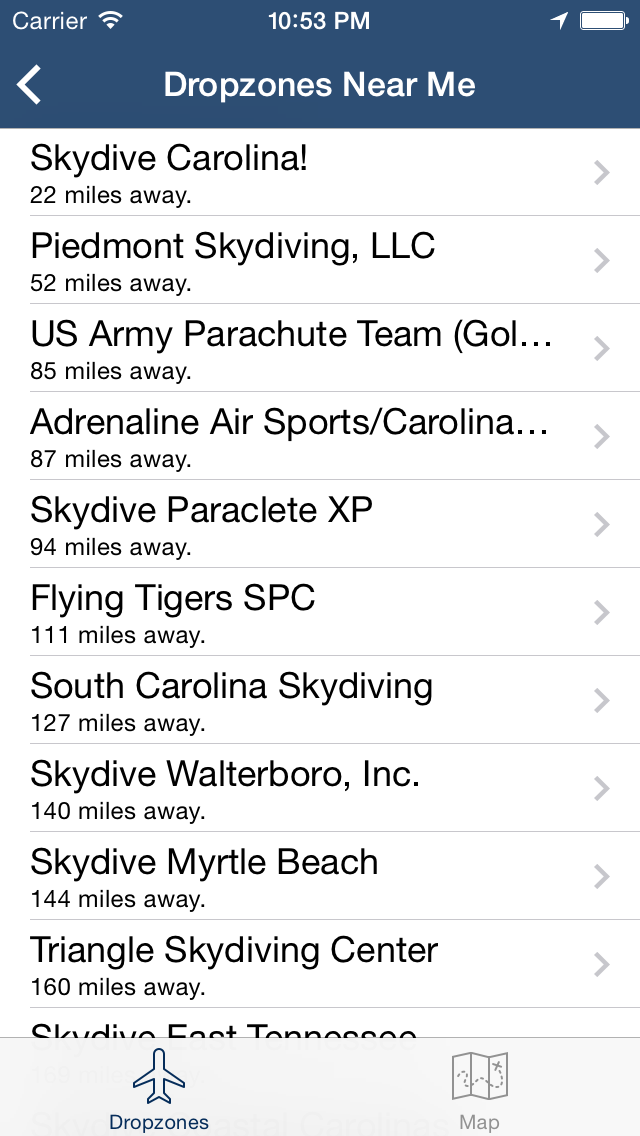 Carrier 10:53 PM
Dropzones Near Me
Skydive Carolina!
22 miles away.
Piedmont Skydiving, LLC
52 miles away.
US Army Parachute Team (Gol...
85 miles away.
Adrenaline Air Sports/Carolina...
87 miles away.
Skydive Paraclete XP
94 miles away.
Flying Tigers SPC
111 miles away.
South Carolina Skydiving
127 miles away.
Skydive Walterboro, Inc.
140 miles away.
Skydive Myrtle Beach
144 miles away.
Triangle Skydiving Center
160 miles away.
Skydive East Tennessee
miles away.
Skydive Coastal Carolinas
Dropzones Map